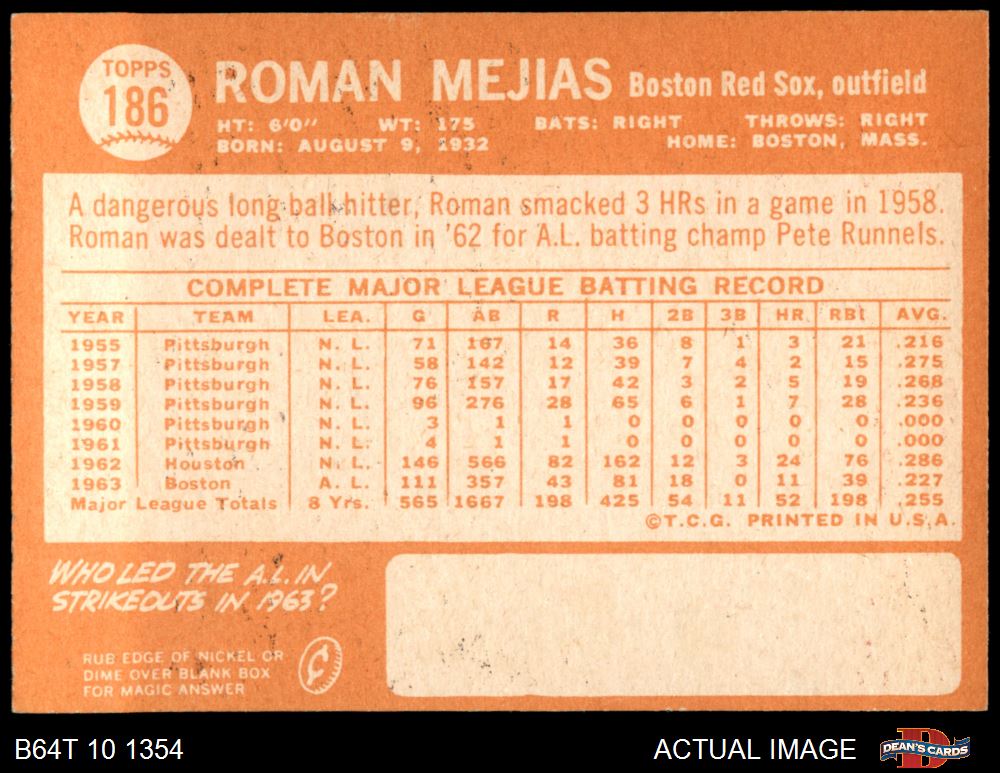 TOPPS
186
ROMAN MEJIAS Boston Red Sox, outfield
HT: 6'0" WT: 175 BATS: RIGHT THROWS: RIGHT
BORN: AUGUST 9, 1932 HOME: BOSTON, MASS.
A dangerous long ball hitter, Roman smacked 3 HRs in a game in 1958.
Roman was dealt to Boston in '62 for A.L. batting champ Pete Runnels.
COMPLETE MAJOR LEAGUE BATTING RECORD
YEAR TEAM LEA. G AB R H 2B 3B HR RBI AVG.
1955 Pittsburgh N. L. 71 167 14 36 8 1 3 21 .216
1957 Pittsburgh N. L. 58 142 12 39 7 4 2 15 .275
1958 Pittsburgh N. L. 76 157 17 42 3 2 5 19 .268
1959 Pittsburgh N. L. 96 276 28 65 6 1 7 28 .236
1960 Pittsburgh N. L. 3 1 1 0 0 0 0 0 .000
1961 Pittsburgh N. L. 4 1 1 0 0 0 0 0 .000
1962 Houston N. L. 146 566 82 162 12 3 24 76 .286
1963 Boston A. L. 111 357 43 81 18 0 11 39 .227
Major League Totals 8 Yrs. 565 1667 198 425 54 11 52 198 .255
©T.C.G. PRINTED IN U.S.A.
WHO LED THE A.L. IN
STRIKEOUTS IN 1963?
RUB EDGE OF NICKEL OR
DIME OVER BLANK BOX
FOR MAGIC ANSWER
¢
B64T 10 1354 ACTUAL IMAGE DEAN'S CARDS